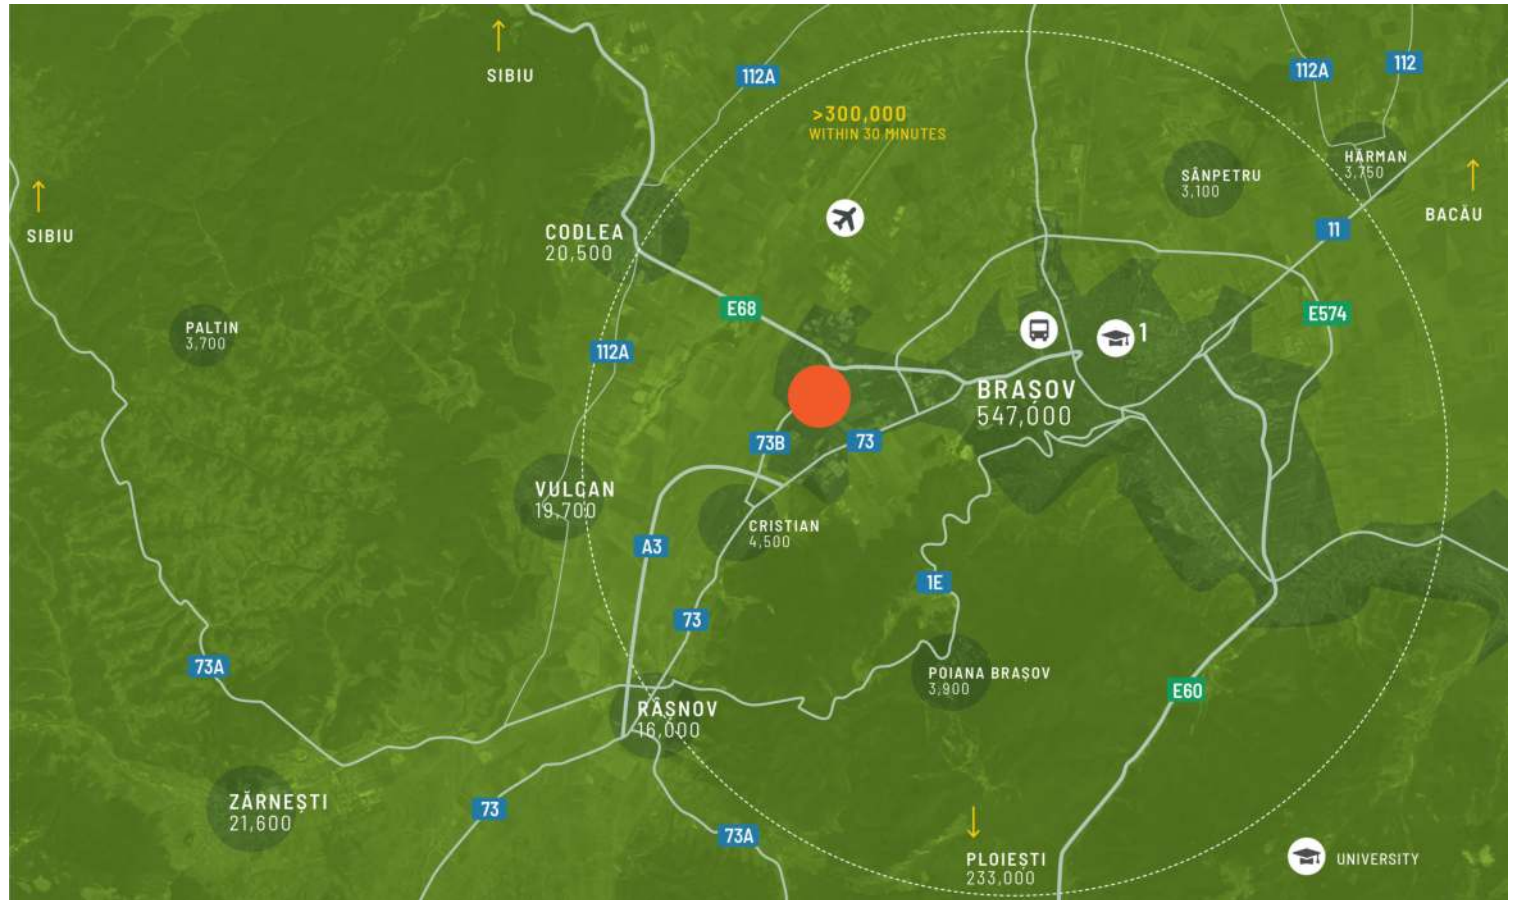 SIBIU
112A
112A
112
>300,000
WITHIN 30 MINUTES
HĂRMAN
3,750
SÂNPETRU
3,100
BACĂU
SIBIU
CODLEA
20,500
11
E68
E574
PALTIN
3,700
112A
1
BRAȘOV
547,000
73B
73
VULCAN
19,700
CRISTIAN
4,500
A3
1E
73
73A
POIANA BRAȘOV
3,900
E60
RÂȘNOV
16,000
ZĂRNEȘTI
21,600
73
73A
PLOIEȘTI
233,000
UNIVERSITY